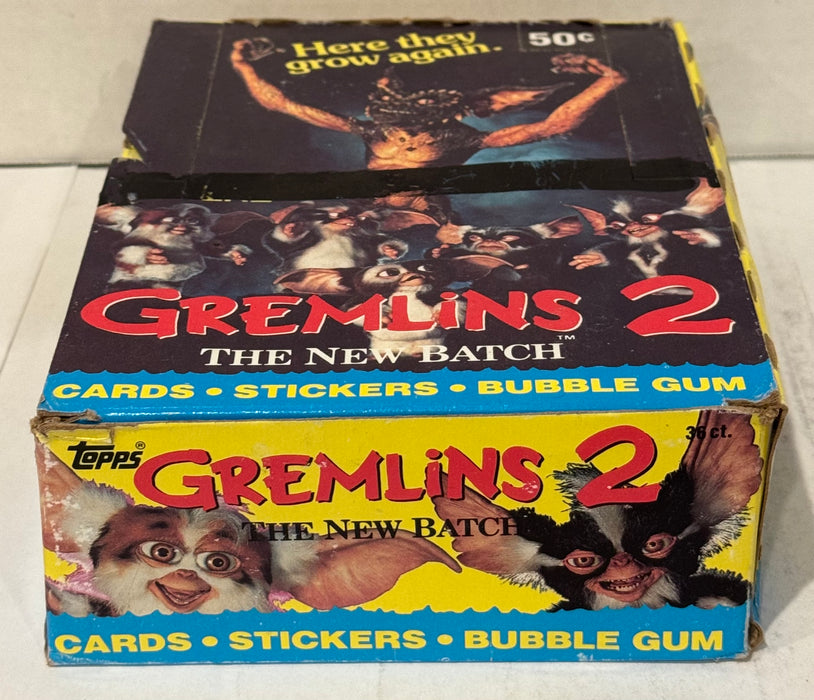 Here they
grow again.
50¢
GREMLiNS 2
THE NEW BATCH™
CARDS • STICKERS • BUBBLE GUM
topps®
36 ct.
GREMLiNS 2
THE NEW BATCH
CARDS • STICKERS • BUBBLE GUM